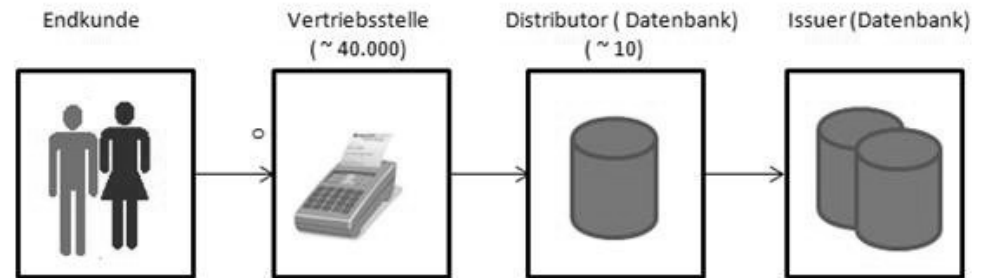 Endkunde
Vertriebsstelle
( ~ 40.000)
Distributor ( Datenbank)
( ~ 10)
Issuer (Datenbank)
o